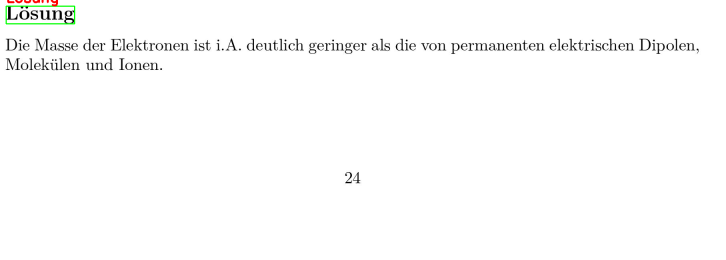 Lösung
Lösung
Die Masse der Elektronen ist i.A. deutlich geringer als die von permanenten elektrischen Dipolen,
Molekülen und Ionen.
24